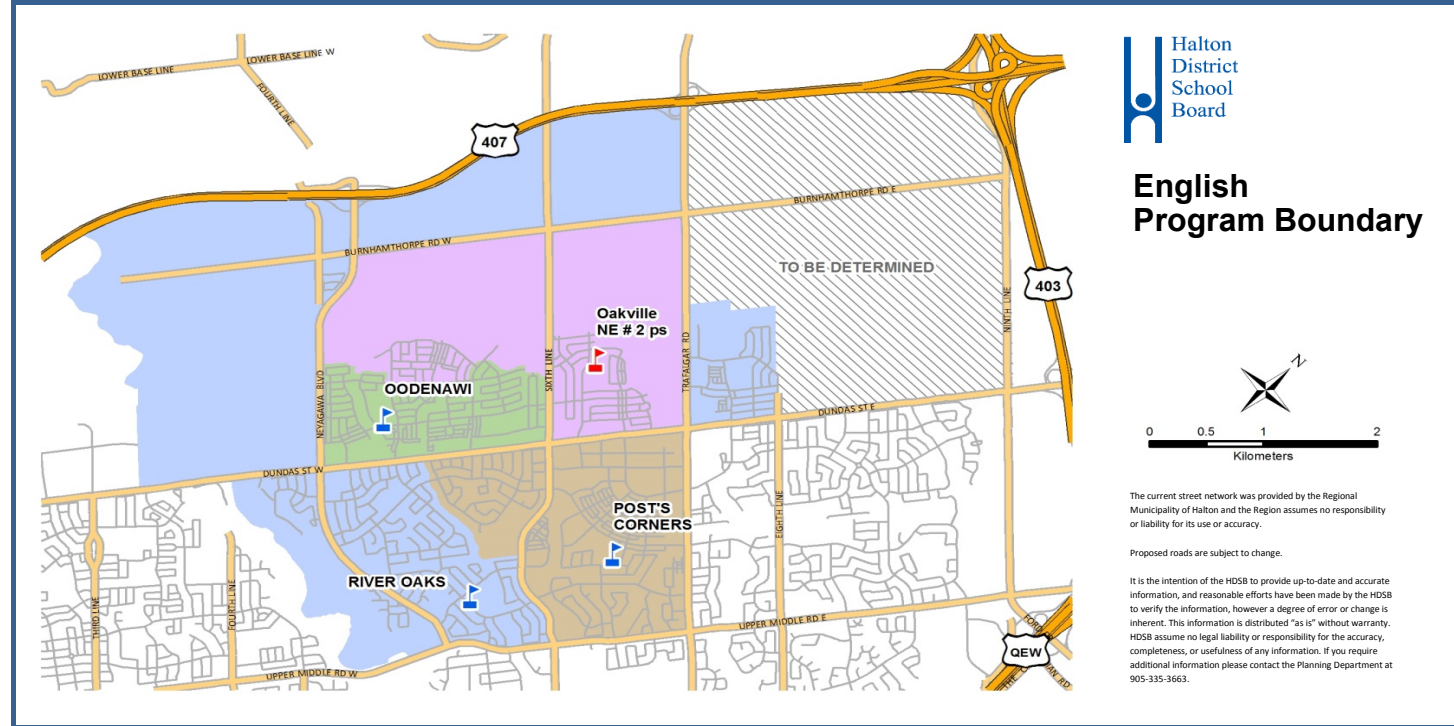 LOWER BASE LINE
LOWER BASE LINE W
FOURTH LINE
407
BURNHAMTHORPE RD W
BURNHAMTHORPE RD E
TO BE DETERMINED
403
NINTH LINE
Oakville
NE # 2 ps
SIXTH LINE
TRAFALGAR RD
NEYAGAWA BLVD
OODENAWI
DUNDAS ST E
DUNDAS ST W
POST'S
CORNERS
EIGHTH LINE
RIVER OAKS
THIRD LINE
FOURTH LINE
UPPER MIDDLE RD E
UPPER MIDDLE RD W
QEW
Halton
District
School
Board
English
Program Boundary
N
0 0.5 1 2
Kilometers
The current street network was provided by the Regional
Municipality of Halton and the Region assumes no responsibility
or liability for its use or accuracy.
Proposed roads are subject to change.
It is the intention of the HDSB to provide up-to-date and accurate
information, and reasonable efforts have been made by the HDSB
to verify the information, however a degree of error or change is
inherent. This information is distributed “as is” without warranty.
HDSB assume no legal liability or responsibility for the accuracy,
completeness, or usefulness of any information. If you require
additional information please contact the Planning Department at
905-335-3663.